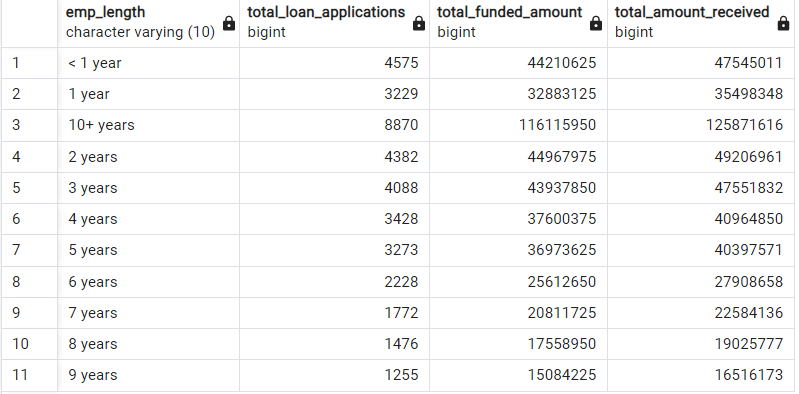 emp_length total_loan_applications total_funded_amount total_amount_received
character varying (10) bigint bigint bigint
1 < 1 year 4575 44210625 47545011
2 1 year 3229 32883125 35498348
3 10+ years 8870 116115950 125871616
4 2 years 4382 44967975 49206961
5 3 years 4088 43937850 47551832
6 4 years 3428 37600375 40964850
7 5 years 3273 36973625 40397571
8 6 years 2228 25612650 27908658
9 7 years 1772 20811725 22584136
10 8 years 1476 17558950 19025777
11 9 years 1255 15084225 16516173